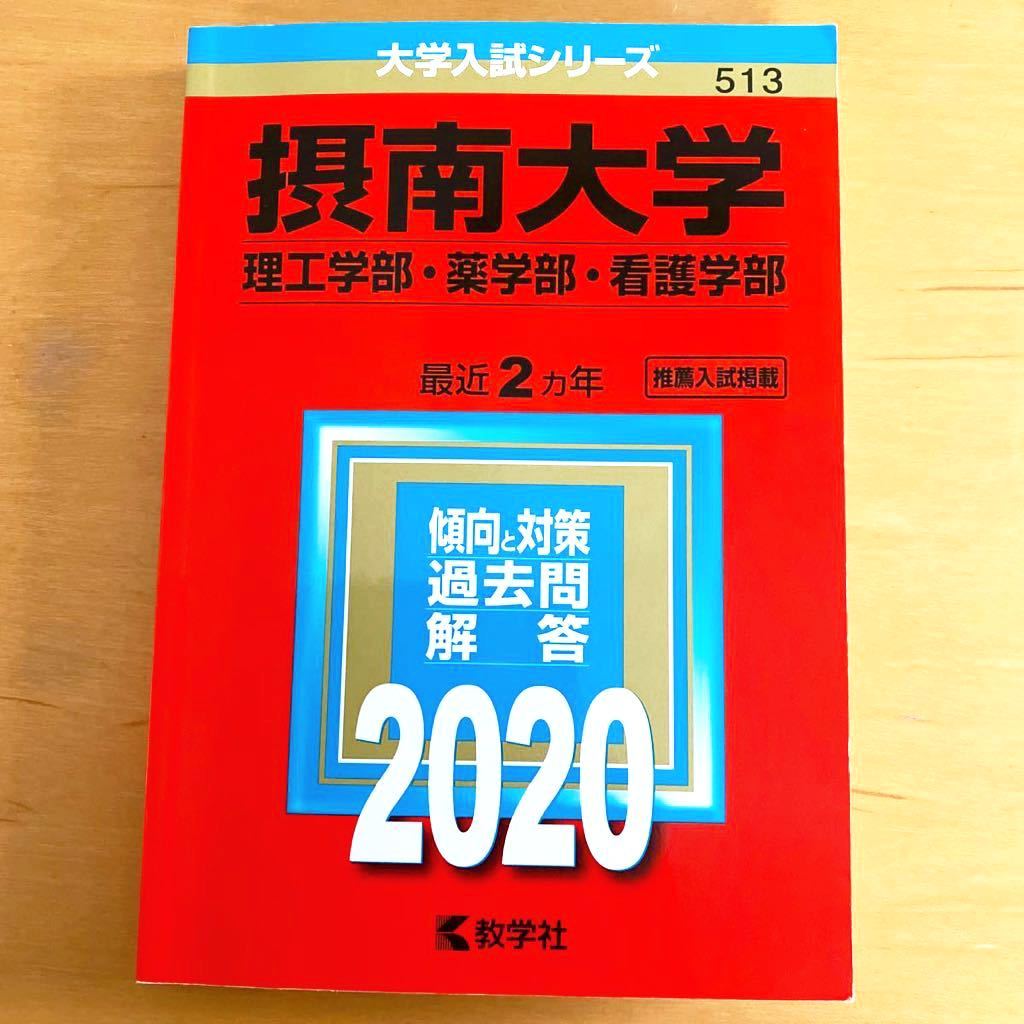 大学入試シリーズ
513
摂南大学
理工学部・薬学部・看護学部
最近2カ年
推薦入試掲載
傾向と対策
過去問
解答
2020
教学社